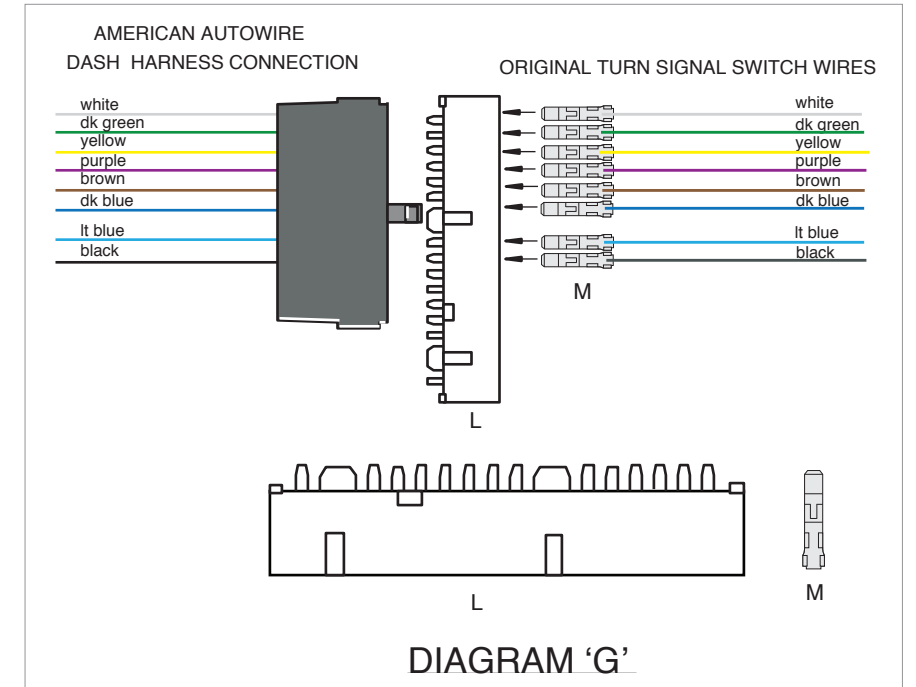 AMERICAN AUTOWIRE
DASH HARNESS CONNECTION
ORIGINAL TURN SIGNAL SWITCH WIRES
white
dk green
yellow
purple
brown
dk blue
lt blue
black
white
dk green
yellow
purple
brown
dk blue
lt blue
black
M
L
L
M
DIAGRAM ‘G’